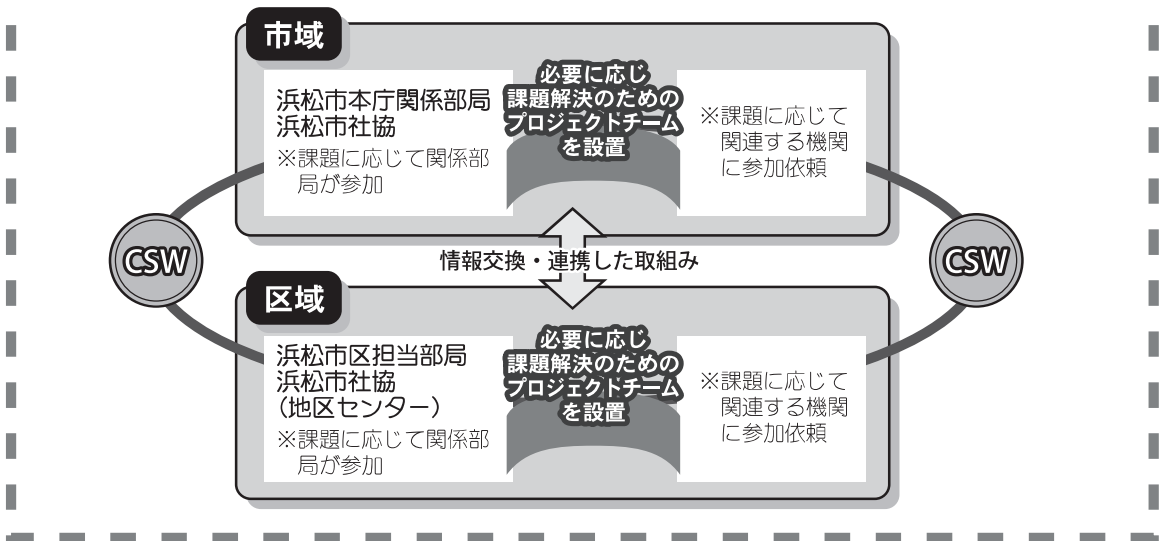 市域
浜松市本庁関係部局
浜松市社協
※課題に応じて関係部
局が参加
必要に応じ
課題解決のための
プロジェクトチーム
を設置
※課題に応じて
関連する機関
に参加依頼
CSW
CSW
情報交換・連携した取組み
区域
浜松市区担当部局
浜松市社協
（地区センター）
※課題に応じて関係部
局が参加
必要に応じ
課題解決のための
プロジェクトチーム
を設置
※課題に応じて
関連する機関
に参加依頼